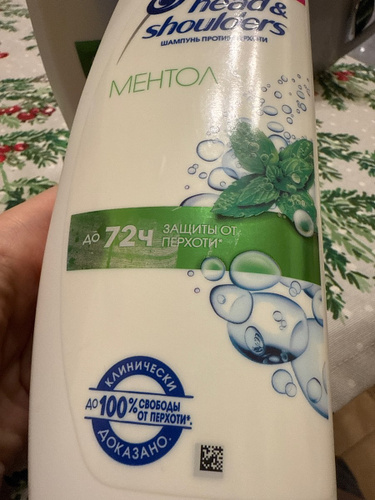 head &
shoulders
ШАМПУНЬ ПРОТИВ ПЕРХОТИ
МЕНТОЛ
ДО 72Ч ЗАЩИТЫ ОТ
ПЕРХОТИ*
КЛИНИЧЕСКИ
ДО 100% СВОБОДЫ
ОТ ПЕРХОТИ*.
ДОКАЗАНО.